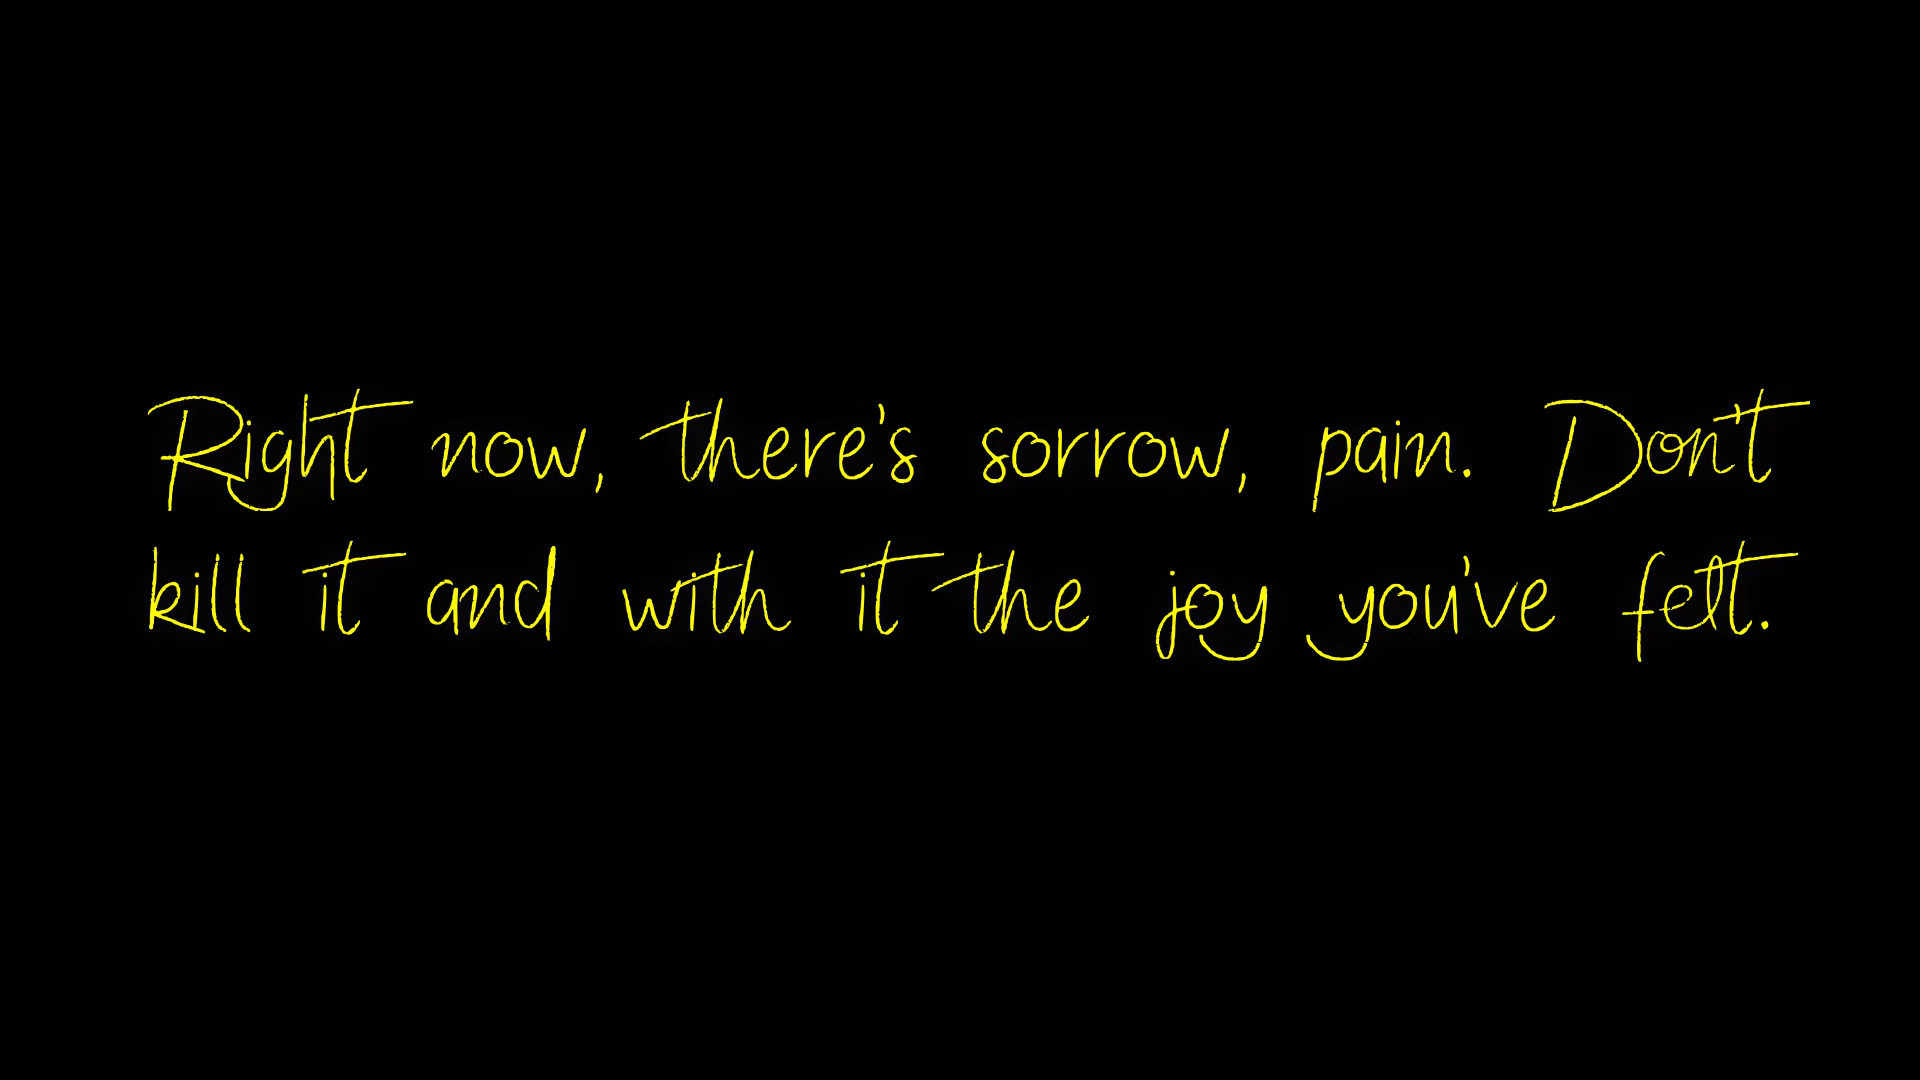 Right now, there's sorrow, pain. Don't
kill it and with it the joy you've felt.